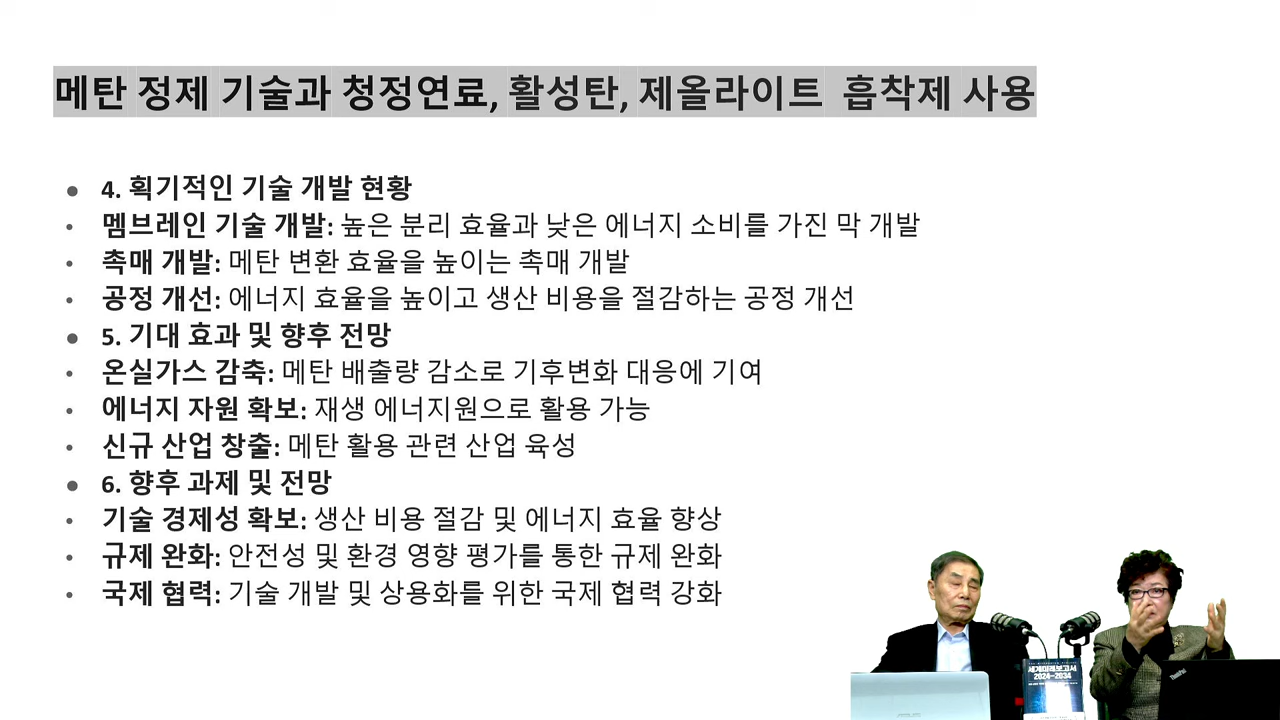 메탄 정제 기술과 청정연료, 활성탄, 제올라이트 흡착제 사용
● 4. 획기적인 기술 개발 현황
• 멤브레인 기술 개발: 높은 분리 효율과 낮은 에너지 소비를 가진 막 개발
• 촉매 개발: 메탄 변환 효율을 높이는 촉매 개발
• 공정 개선: 에너지 효율을 높이고 생산 비용을 절감하는 공정 개선
● 5. 기대 효과 및 향후 전망
• 온실가스 감축: 메탄 배출량 감소로 기후변화 대응에 기여
• 에너지 자원 확보: 재생 에너지원으로 활용 가능
• 신규 산업 창출: 메탄 활용 관련 산업 육성
● 6. 향후 과제 및 전망
• 기술 경제성 확보: 생산 비용 절감 및 에너지 효율 향상
• 규제 완화: 안전성 및 환경 영향 평가를 통한 규제 완화
• 국제 협력: 기술 개발 및 상용화를 위한 국제 협력 강화
세계미래보고서
2024-2034
ThinkPad